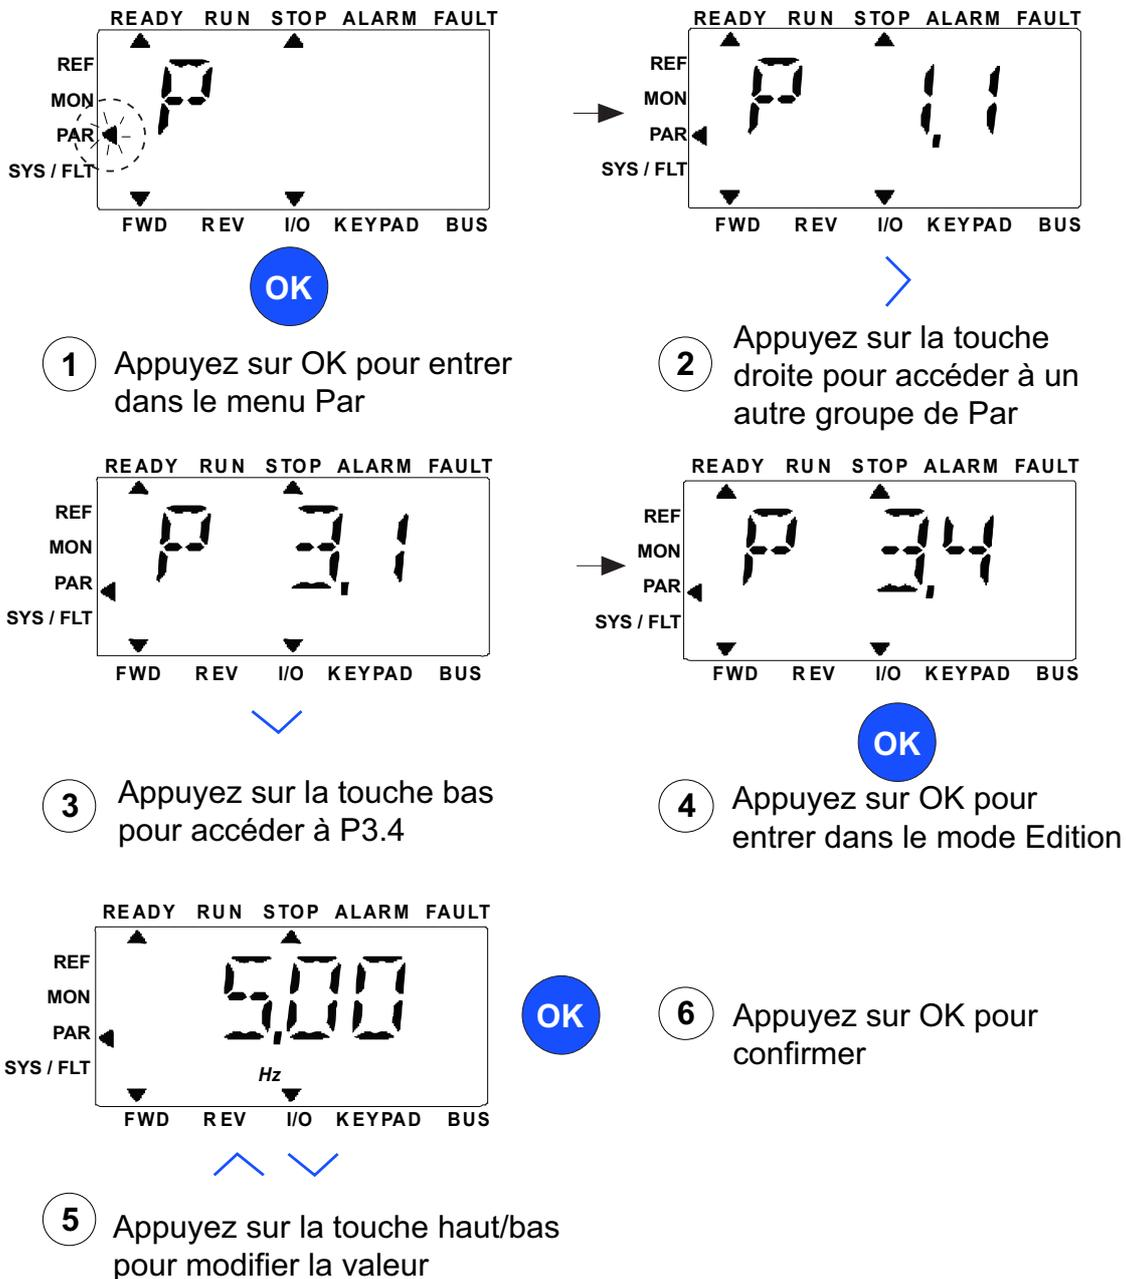 READY RUN STOP ALARM FAULT
REF
P
MON
PAR
SYS / FLT
FWD REV I/O KEYPAD BUS
OK
1 Appuyez sur OK pour entrer
dans le menu Par
READY RUN STOP ALARM FAULT
REF
P 1.1
MON
PAR
SYS / FLT
FWD REV I/O KEYPAD BUS
2 Appuyez sur la touche
droite pour accéder à un
autre groupe de Par
READY RUN STOP ALARM FAULT
REF
P 3.1
MON
PAR
SYS / FLT
FWD REV I/O KEYPAD BUS
3 Appuyez sur la touche bas
pour accéder à P3.4
READY RUN STOP ALARM FAULT
REF
P 3.4
MON
PAR
SYS / FLT
FWD REV I/O KEYPAD BUS
OK
4 Appuyez sur OK pour
entrer dans le mode Edition
READY RUN STOP ALARM FAULT
REF
5.00
MON
PAR
SYS / FLT
Hz
FWD REV I/O KEYPAD BUS
5 Appuyez sur la touche haut/bas
pour modifier la valeur
OK
6 Appuyez sur OK pour
confirmer